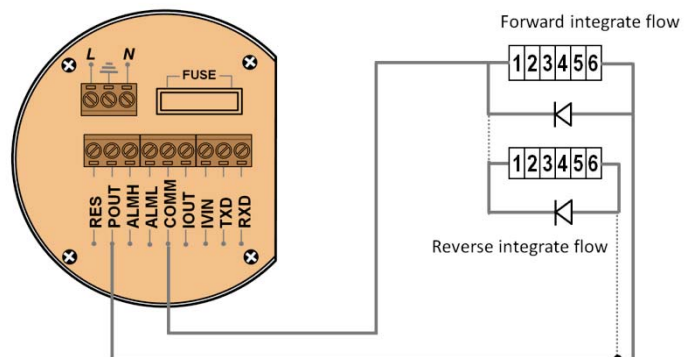 Forward integrate flow
L N
FUSE
123456
123456
RES
POUT
ALMH
ALML
COMM
IOUT
IVIN
TXD
RXD
Reverse integrate flow